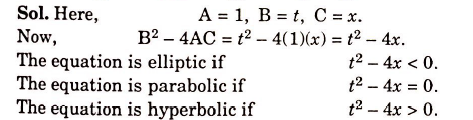 Sol. Here, A = 1, B = t, C = x.
Now, B² – 4AC = t² – 4(1)(x) = t² – 4x.
The equation is elliptic if t² – 4x < 0.
The equation is parabolic if t² – 4x = 0.
The equation is hyperbolic if t² – 4x > 0.